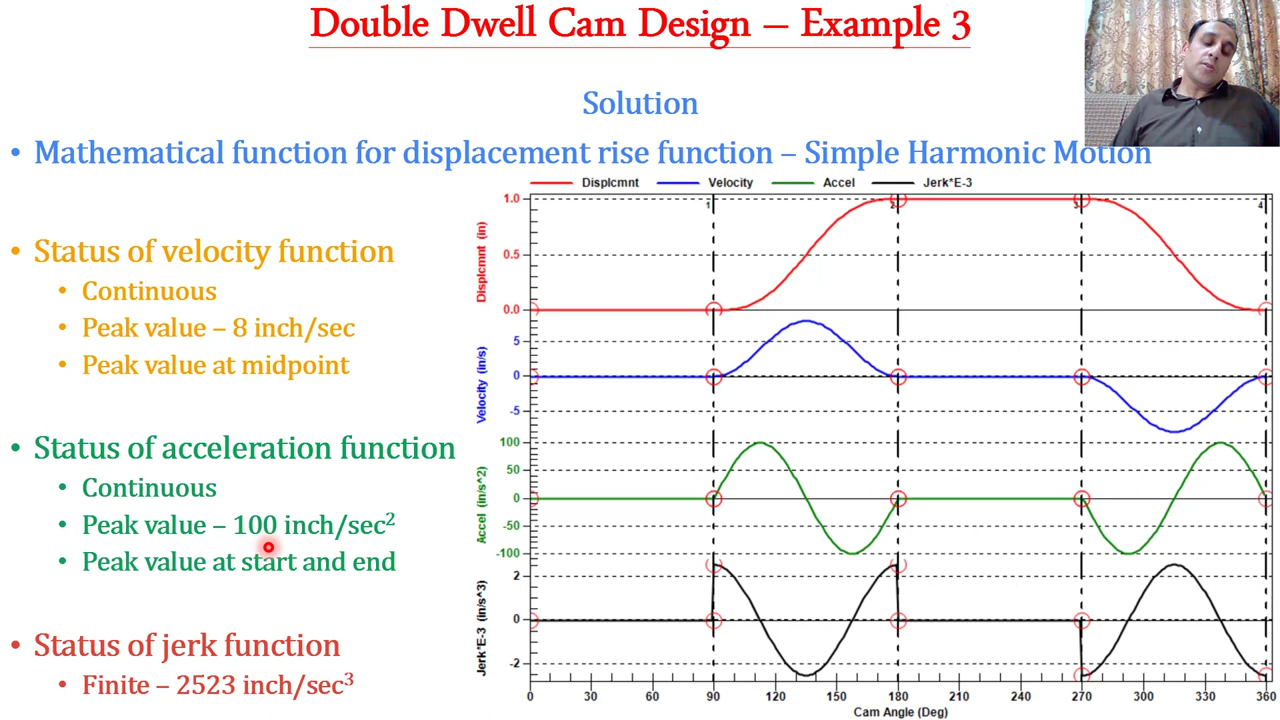 Double Dwell Cam Design – Example 3
Solution
• Mathematical function for displacement rise function – Simple Harmonic Motion
• Status of velocity function
• Continuous
• Peak value – 8 inch/sec
• Peak value at midpoint
• Status of acceleration function
• Continuous
• Peak value – 100 inch/sec²
• Peak value at start and end
• Status of jerk function
• Finite – 2523 inch/sec³
Displcmnt Velocity Accel Jerk*E-3
1 2 3 4
Displcmnt (in)
1.0
0.5
0.0
Velocity (in/s)
5
0
-5
Accel (in/s^2)
100
50
0
-50
-100
Jerk*E-3 (in/s^3)
2
0
-2
0 30 60 90 120 150 180 210 240 270 300 330 360
Cam Angle (Deg)